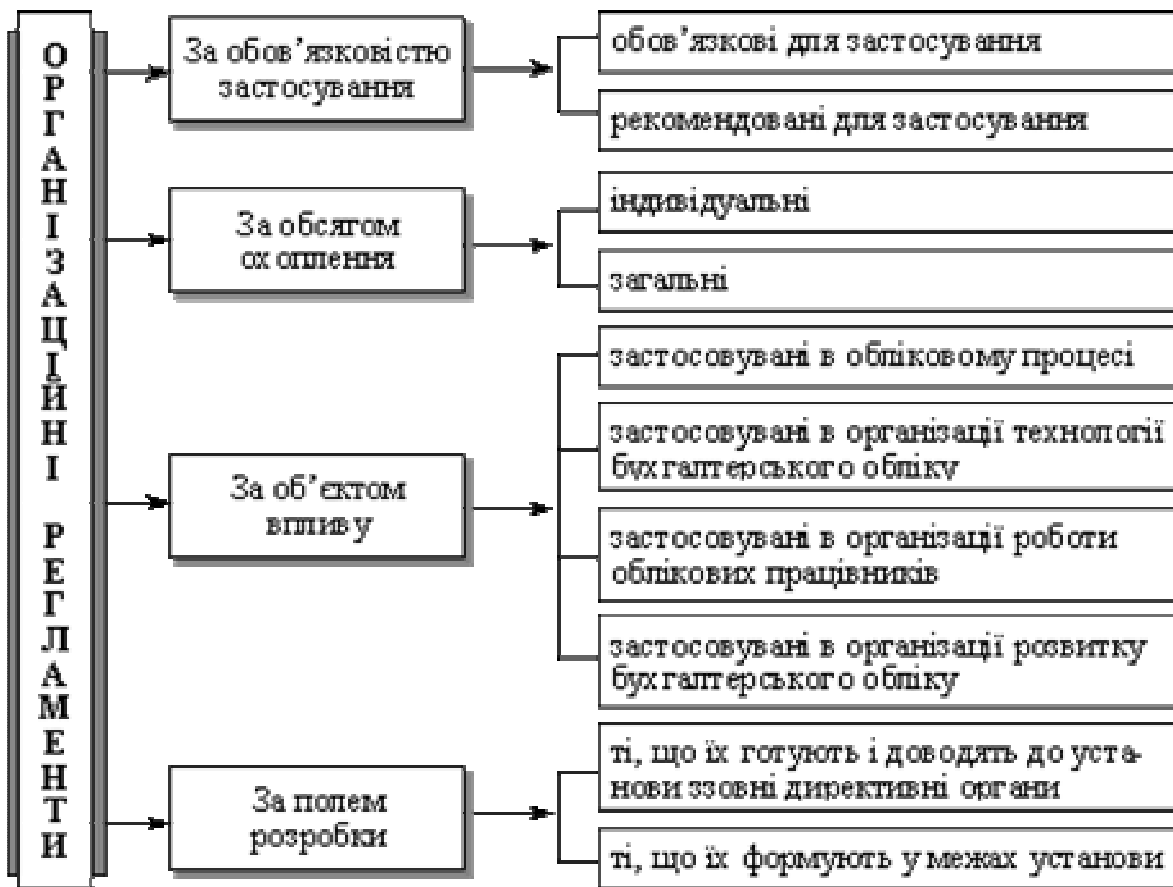 ОРГАНІЗАЦІЙНІ РЕГЛАМЕНТИ
За обов’язковістю
застосування
обов’язкові для застосування
рекомендовані для застосування
За обсягом
охоплення
індивідуальні
загальні
За об’єктом
впливу
застосовувані в обліковому процесі
застосовувані в організації технології
бухгалтерського обліку
застосовувані в організації роботи
облікових працівників
застосовувані в організації розвитку
бухгалтерського обліку
За полем
розробки
ті, що їх готують і доводять до уста-
нови ззовні директивні органи
ті, що їх формують у межах установи